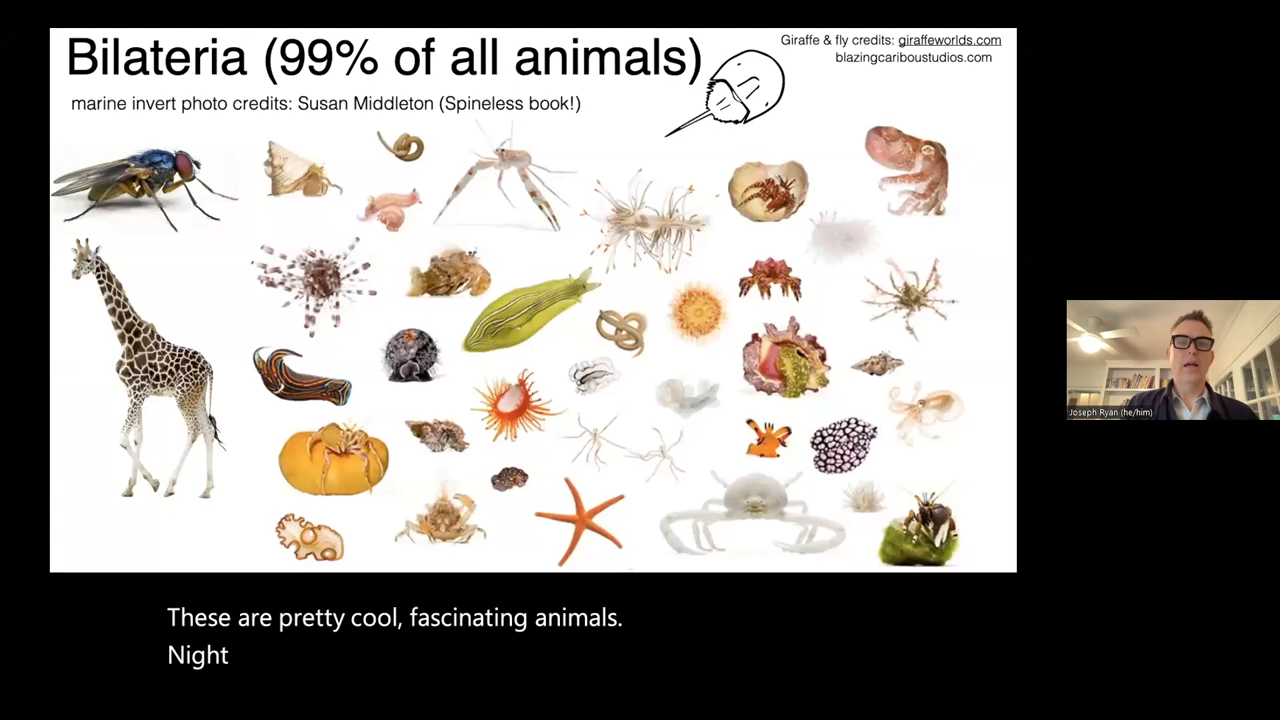 Bilateria (99% of all animals)
Giraffe & fly credits: giraffeworlds.com
blazingcariboustudios.com
marine invert photo credits: Susan Middleton (Spineless book!)
Joseph Ryan (he/him)
These are pretty cool, fascinating animals.
Night